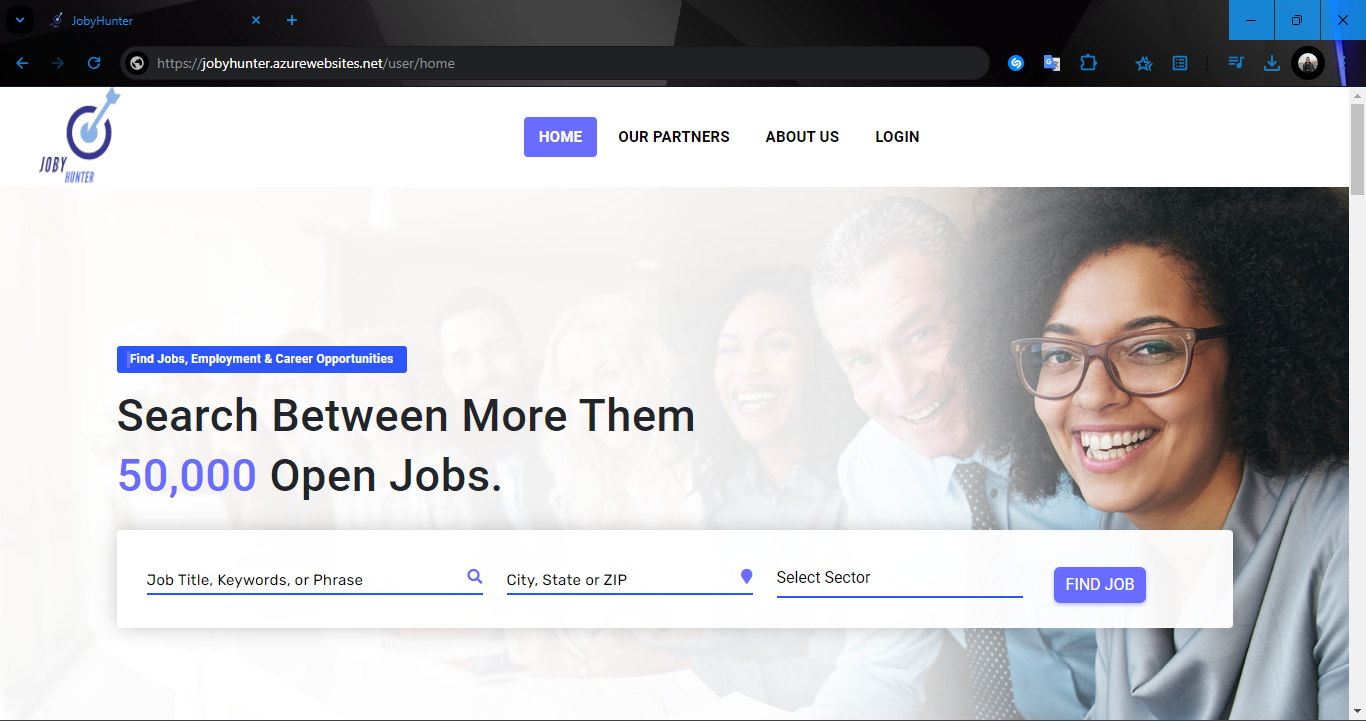 JobyHunter
https://jobyhunter.azurewebsites.net/user/home
JOBY
HUNTER
HOME
OUR PARTNERS
ABOUT US
LOGIN
Find Jobs, Employment & Career Opportunities
Search Between More Them
50,000 Open Jobs.
Job Title, Keywords, or Phrase
City, State or ZIP
Select Sector
FIND JOB